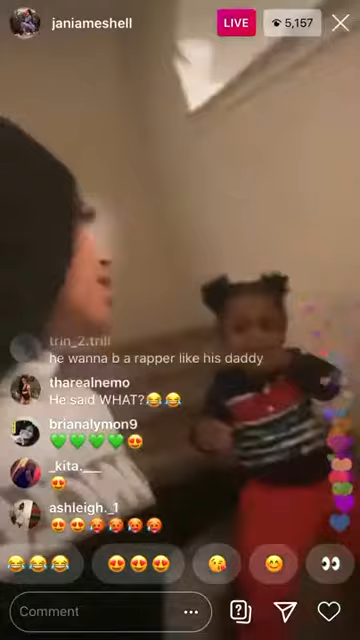 janiameshell
LIVE
5,157
trin_2.trill
he wanna b a rapper like his daddy
tharealnemo
He said WHAT?😂😂
brianalymon9
💚💚💚💚😍
_kita.___
😍
ashleigh._1
😍😍🥵🥵🥵🥵
😂😂😂
😍😍😍
😘
😊
👀
Comment